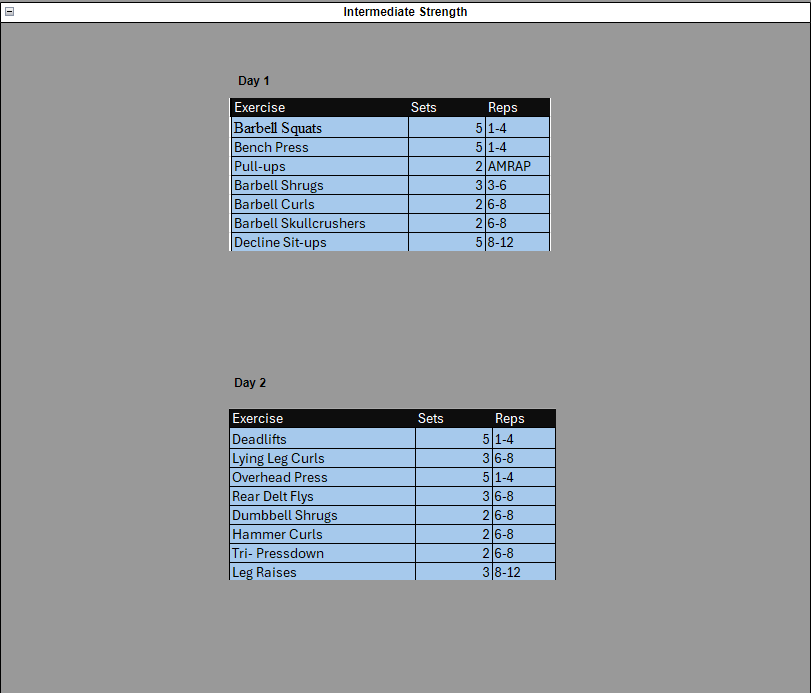 Intermediate Strength
Day 1
Exercise Sets Reps
Barbell Squats 5 1-4
Bench Press 5 1-4
Pull-ups 2 AMRAP
Barbell Shrugs 3 3-6
Barbell Curls 2 6-8
Barbell Skullcrushers 2 6-8
Decline Sit-ups 5 8-12
Day 2
Exercise Sets Reps
Deadlifts 5 1-4
Lying Leg Curls 3 6-8
Overhead Press 5 1-4
Rear Delt Flys 3 6-8
Dumbbell Shrugs 2 6-8
Hammer Curls 2 6-8
Tri- Pressdown 2 6-8
Leg Raises 3 8-12